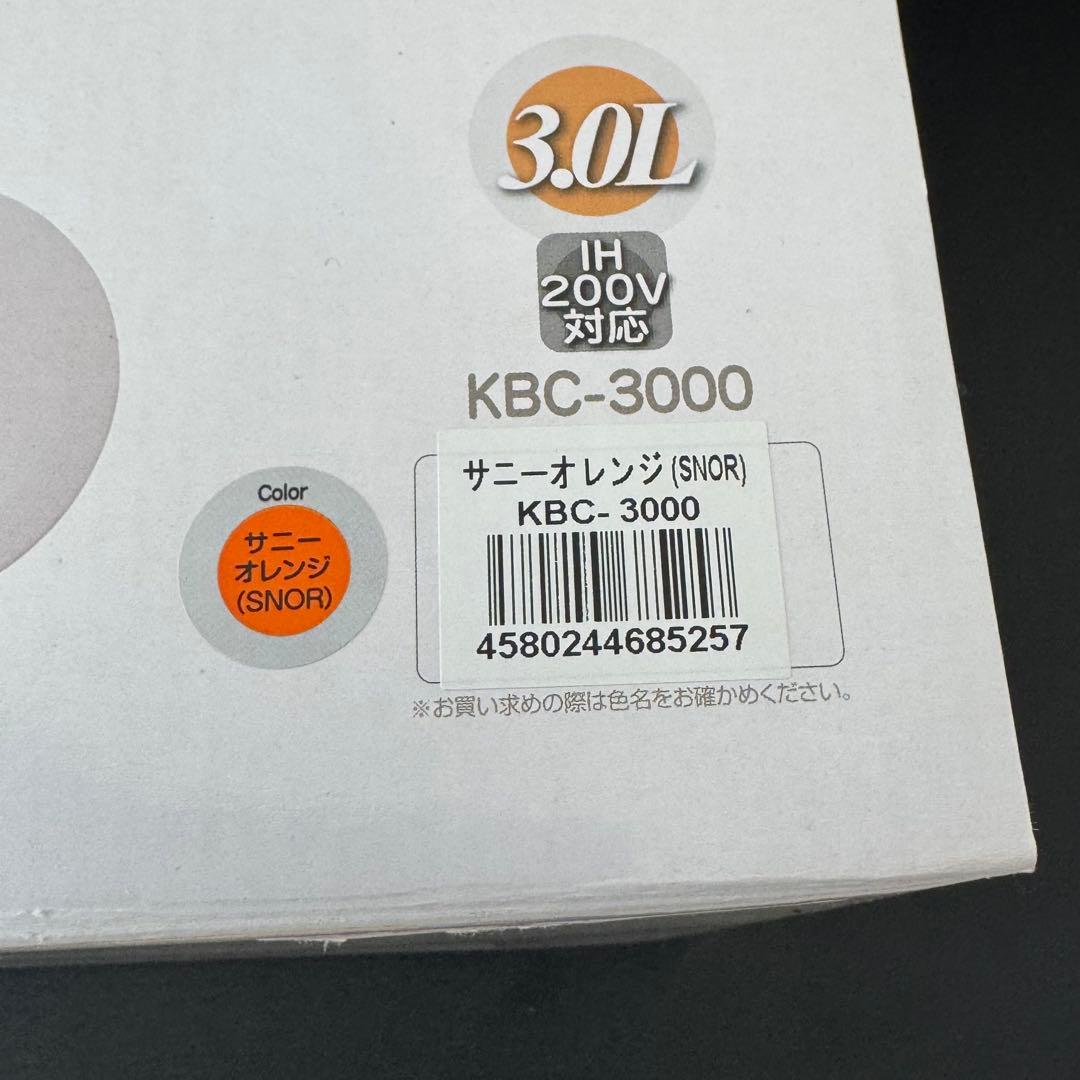 3.0L
IH
200V
対応
KBC-3000
サニーオレンジ(SNOR)
KBC- 3000
4580244685257
Color
サニー
オレンジ
(SNOR)
※お買い求めの際は色名をお確かめください。